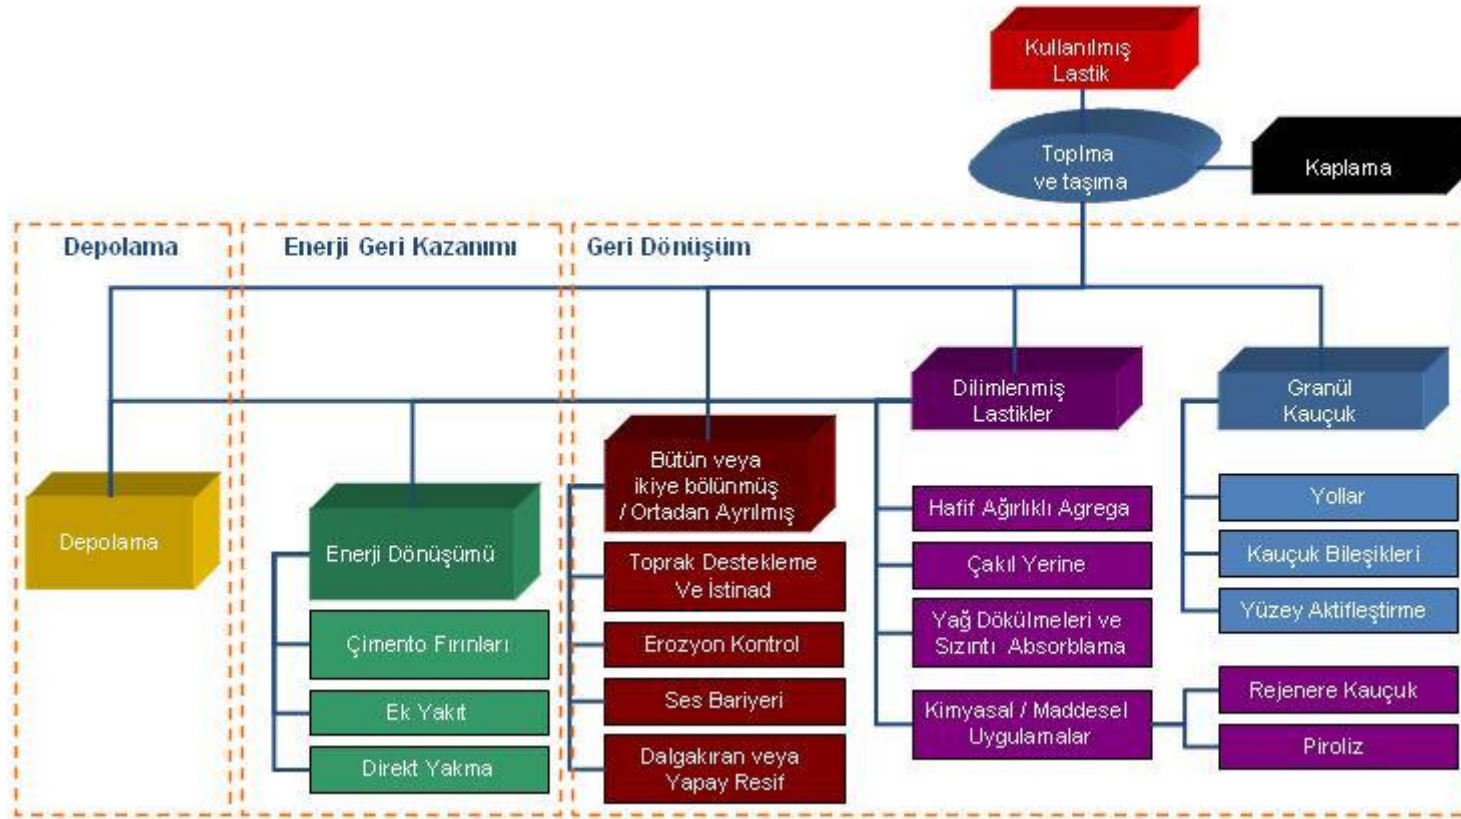 Kullanılmış
Lastik
Toplma
ve taşıma
Kaplama
Depolama
Enerji Geri Kazanımı
Geri Dönüşüm
Depolama
Enerji Dönüşümü
Çimento Fırınları
Ek Yakıt
Direkt Yakma
Bütün veya
ikiye bölünmüş
/ Ortadan Ayrılmış
Toprak Destekleme
Ve İstinad
Erozyon Kontrol
Ses Bariyeri
Dalgakıran veya
Yapay Resif
Dilimlenmiş
Lastikler
Hafif Ağırlıklı Agrega
Çakıl Yerine
Yağ Dökülmeleri ve
Sızıntı Absorblama
Kimyasal / Maddesel
Uygulamalar
Rejenere Kauçuk
Piroliz
Granül
Kauçuk
Yollar
Kauçuk Bileşikleri
Yüzey Aktifleştirme